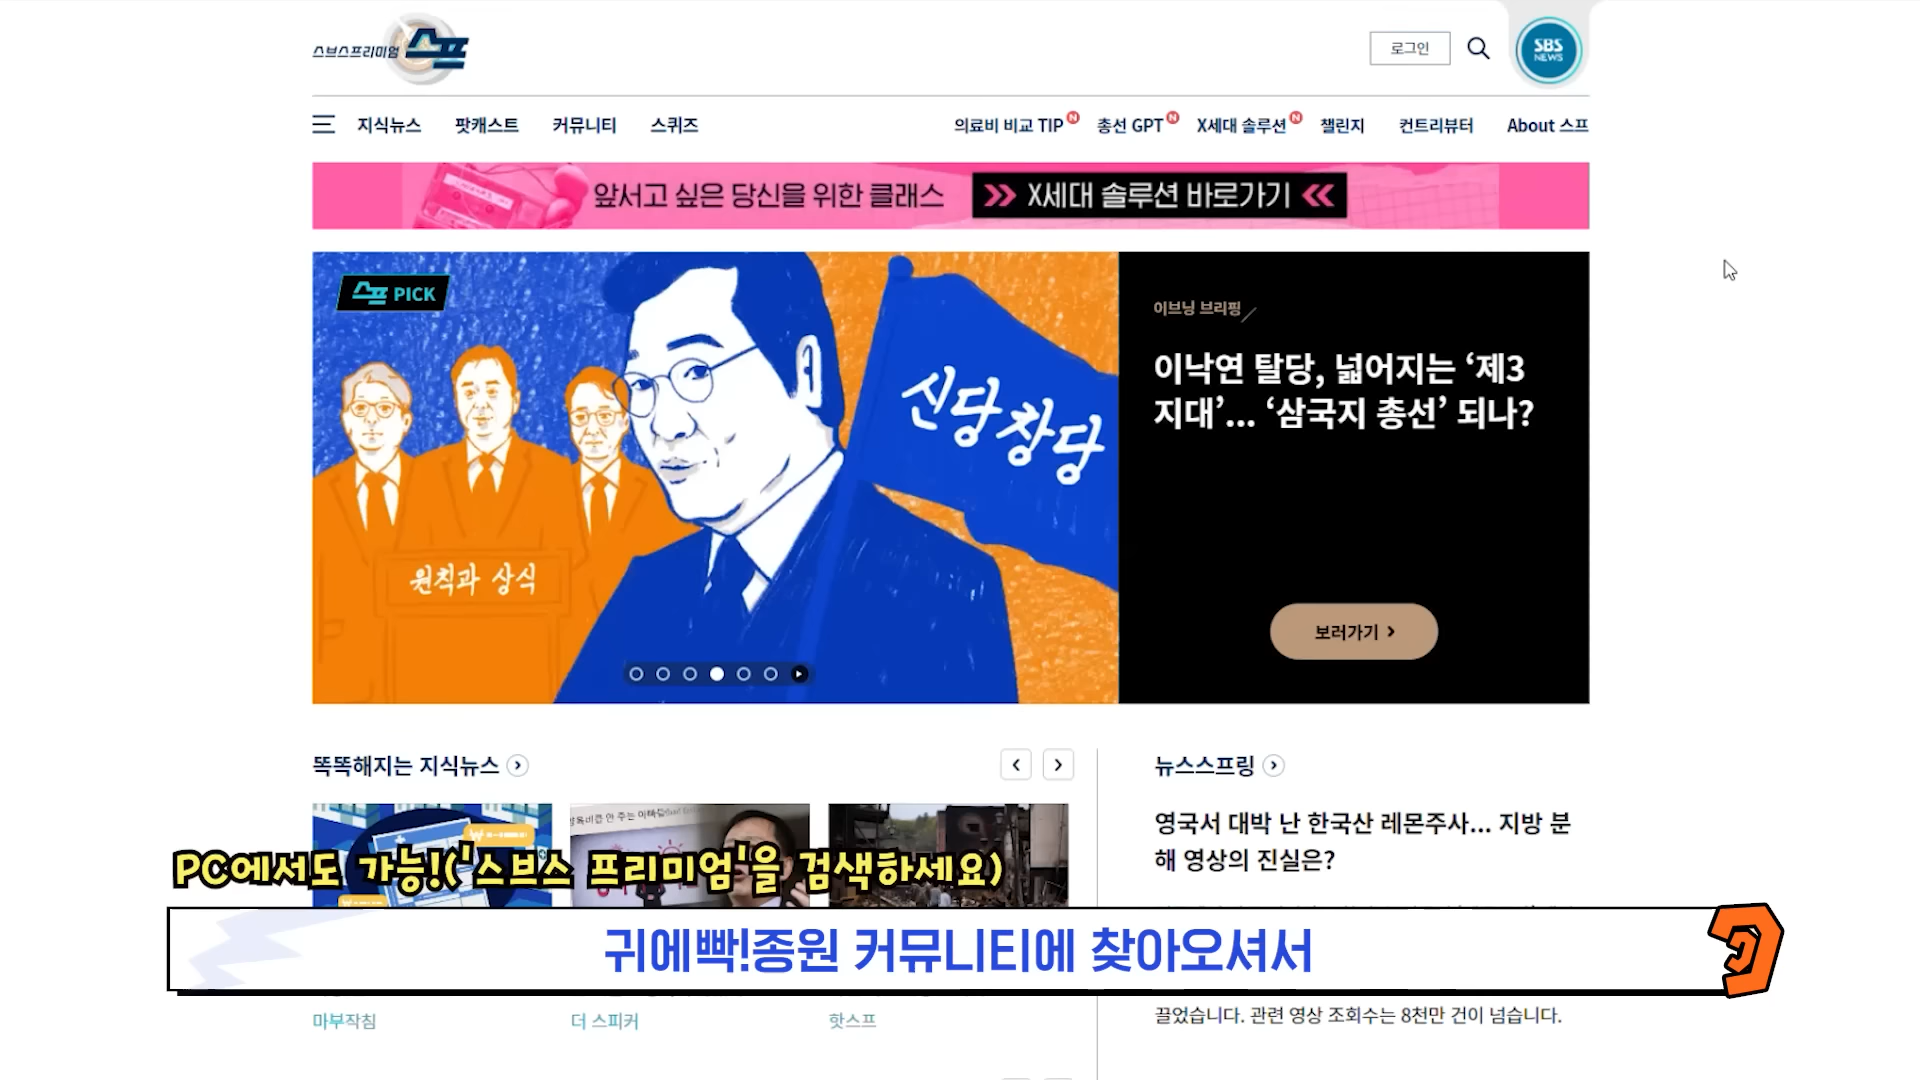 스브스프리미엄 스프
로그인
SBS NEWS
지식뉴스 팟캐스트 커뮤니티 스퀴즈
의료비 비교 TIP N 총선 GPT N X세대 솔루션 N 챌린지 컨트리뷰터 About 스프
앞서고 싶은 당신을 위한 클래스 X세대 솔루션 바로가기
스프 PICK
신당창당
원칙과 상식
이브닝 브리핑
이낙연 탈당, 넓어지는 ‘제3
지대’... ‘삼국지 총선’ 되나?
보러가기
똑똑해지는 지식뉴스
뉴스스프링
영국서 대박 난 한국산 레몬주사... 지방 분
해 영상의 진실은?
PC에서도 가능!('스브스 프리미엄'을 검색하세요)
귀에빡!종원 커뮤니티에 찾아오셔서
마부작침
더 스피커
핫스프
끌었습니다. 관련 영상 조회수는 8천만 건이 넘습니다.